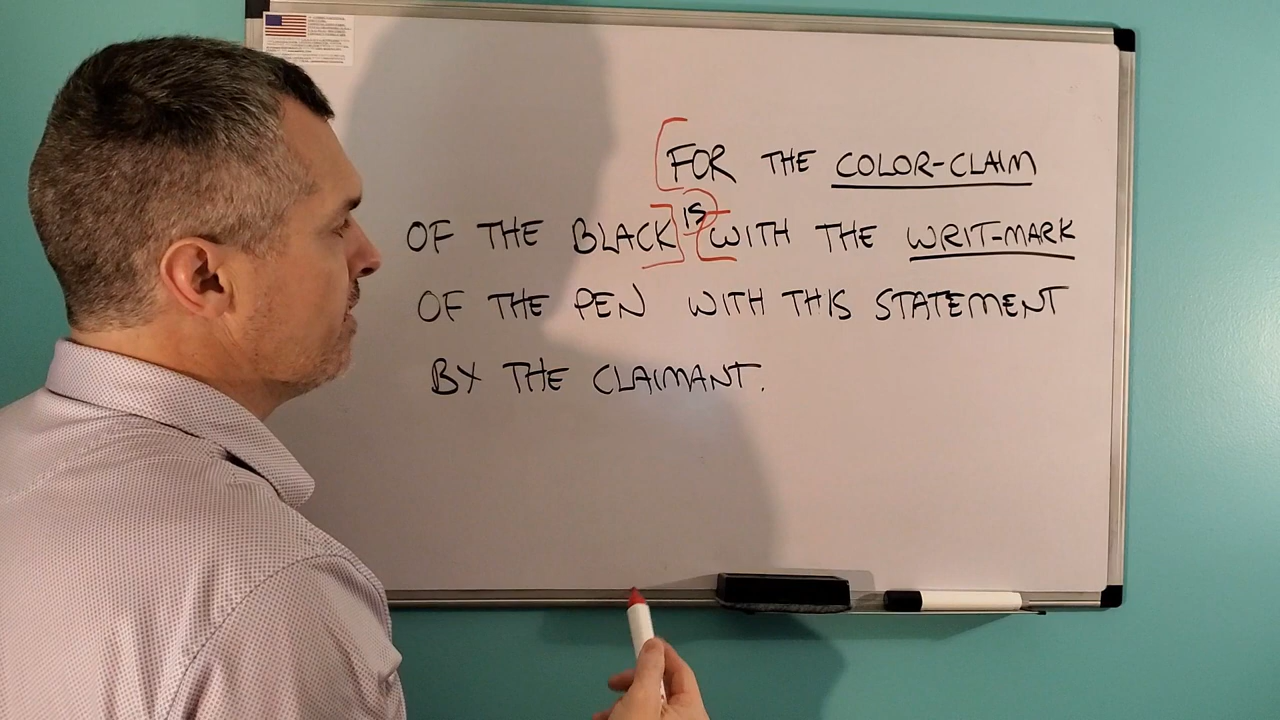 FOR THE COLOR-CLAIM
IS
OF THE BLACK WITH THE WRIT-MARK
OF THE PEN WITH THIS STATEMENT
BY THE CLAIMANT.